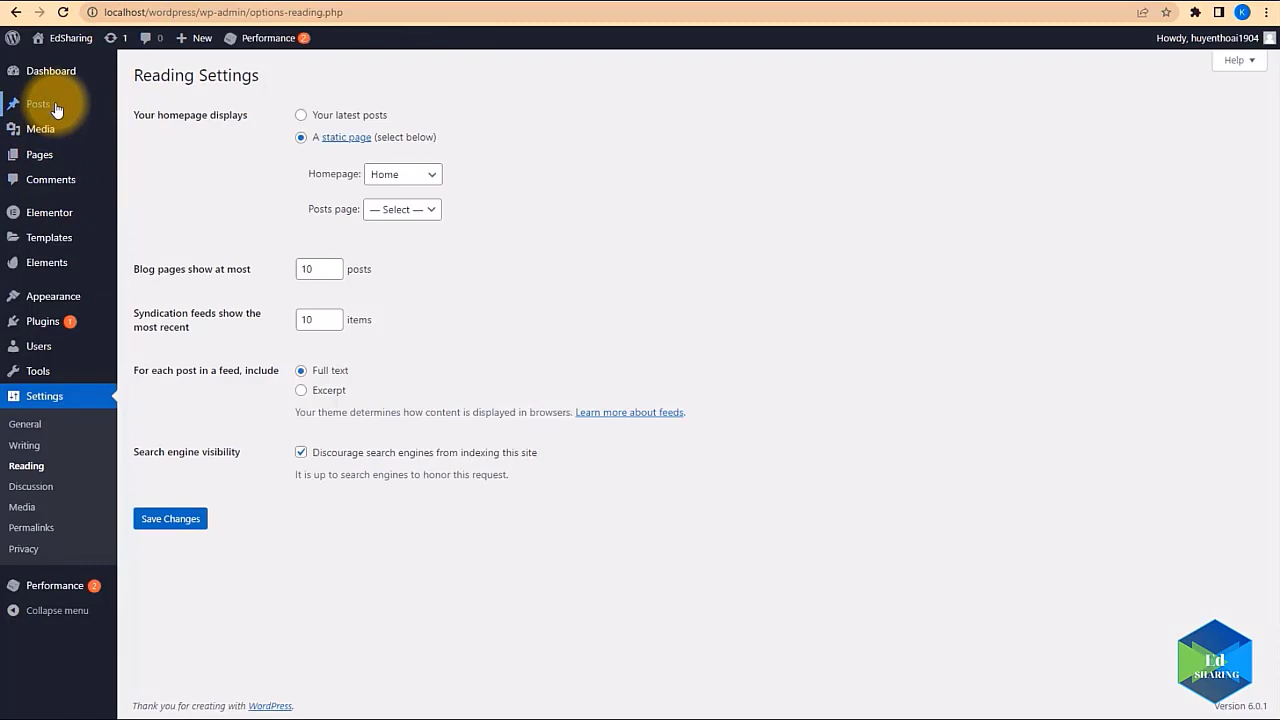 localhost/wordpress/wp-admin/options-reading.php
K
EdSharing
1
0
New
Performance 2
Howdy, huyenthoai1904
Help
Dashboard
Posts
Media
Pages
Comments
Elementor
Templates
Elements
Appearance
Plugins 1
Users
Tools
Settings
General
Writing
Reading
Discussion
Media
Permalinks
Privacy
Performance 2
Collapse menu
Reading Settings
Your homepage displays
Your latest posts
A static page (select below)
Homepage: Home
Posts page: — Select —
Blog pages show at most
10 posts
Syndication feeds show the
most recent
10 items
For each post in a feed, include
Full text
Excerpt
Your theme determines how content is displayed in browsers. Learn more about feeds.
Search engine visibility
Discourage search engines from indexing this site
It is up to search engines to honor this request.
Save Changes
Ed
SHARING
Thank you for creating with WordPress.
Version 6.0.1